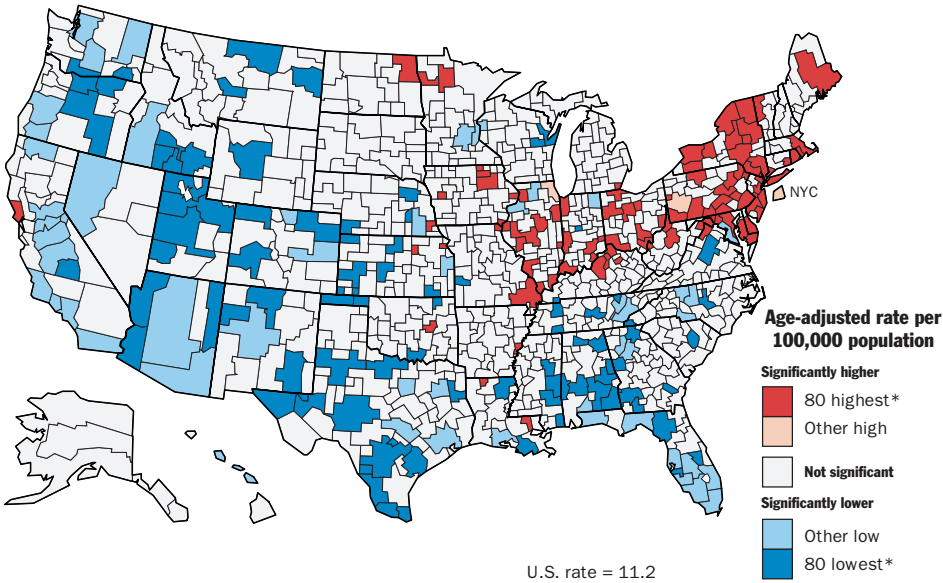 NYC
Age-adjusted rate per
100,000 population
Significantly higher
80 highest*
Other high
Not significant
Significantly lower
Other low
80 lowest*
U.S. rate = 11.2